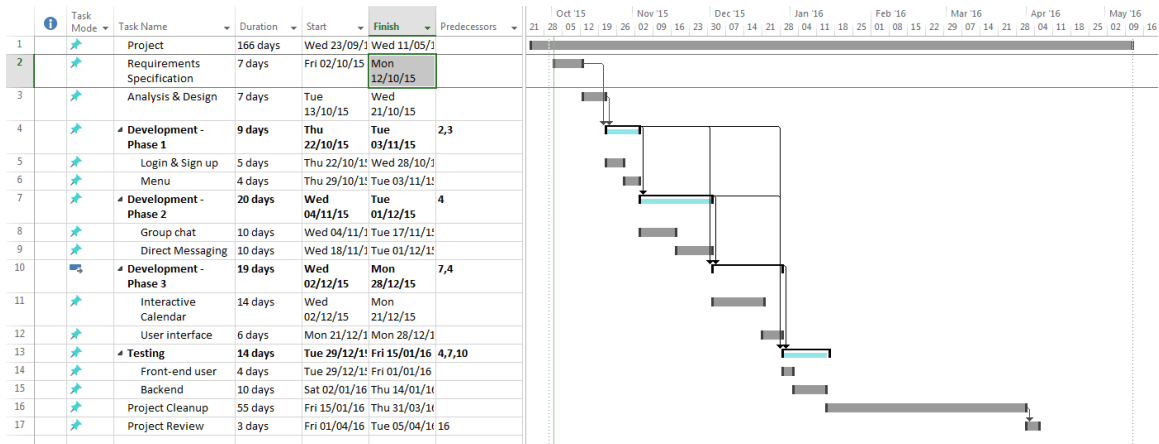 Task Mode Task Name Duration Start Finish Predecessors
Oct '15 Nov '15 Dec '15 Jan '16 Feb '16 Mar '16 Apr '16 May '16
21 28 05 12 19 26 02 09 16 23 30 07 14 21 28 04 11 18 25 01 08 15 22 29 07 14 21 28 04 11 18 25 02 09 16
1 Project 166 days Wed 23/09/1 Wed 11/05/1
2 Requirements Specification 7 days Fri 02/10/15 Mon 12/10/15
3 Analysis & Design 7 days Tue 13/10/15 Wed 21/10/15
4 Development - Phase 1 9 days Thu 22/10/15 Tue 03/11/15 2,3
5 Login & Sign up 5 days Thu 22/10/15 Wed 28/10/1
6 Menu 4 days Thu 29/10/15 Tue 03/11/15
7 Development - Phase 2 20 days Wed 04/11/15 Tue 01/12/15 4
8 Group chat 10 days Wed 04/11/1 Tue 17/11/15
9 Direct Messaging 10 days Wed 18/11/1 Tue 01/12/15
10 Development - Phase 3 19 days Wed 02/12/15 Mon 28/12/15 7,4
11 Interactive Calendar 14 days Wed 02/12/15 Mon 21/12/15
12 User interface 6 days Mon 21/12/1 Mon 28/12/1
13 Testing 14 days Tue 29/12/15 Fri 15/01/16 4,7,10
14 Front-end user 4 days Tue 29/12/15 Fri 01/01/16
15 Backend 10 days Sat 02/01/16 Thu 14/01/16
16 Project Cleanup 55 days Fri 15/01/16 Thu 31/03/16
17 Project Review 3 days Fri 01/04/16 Tue 05/04/16 16